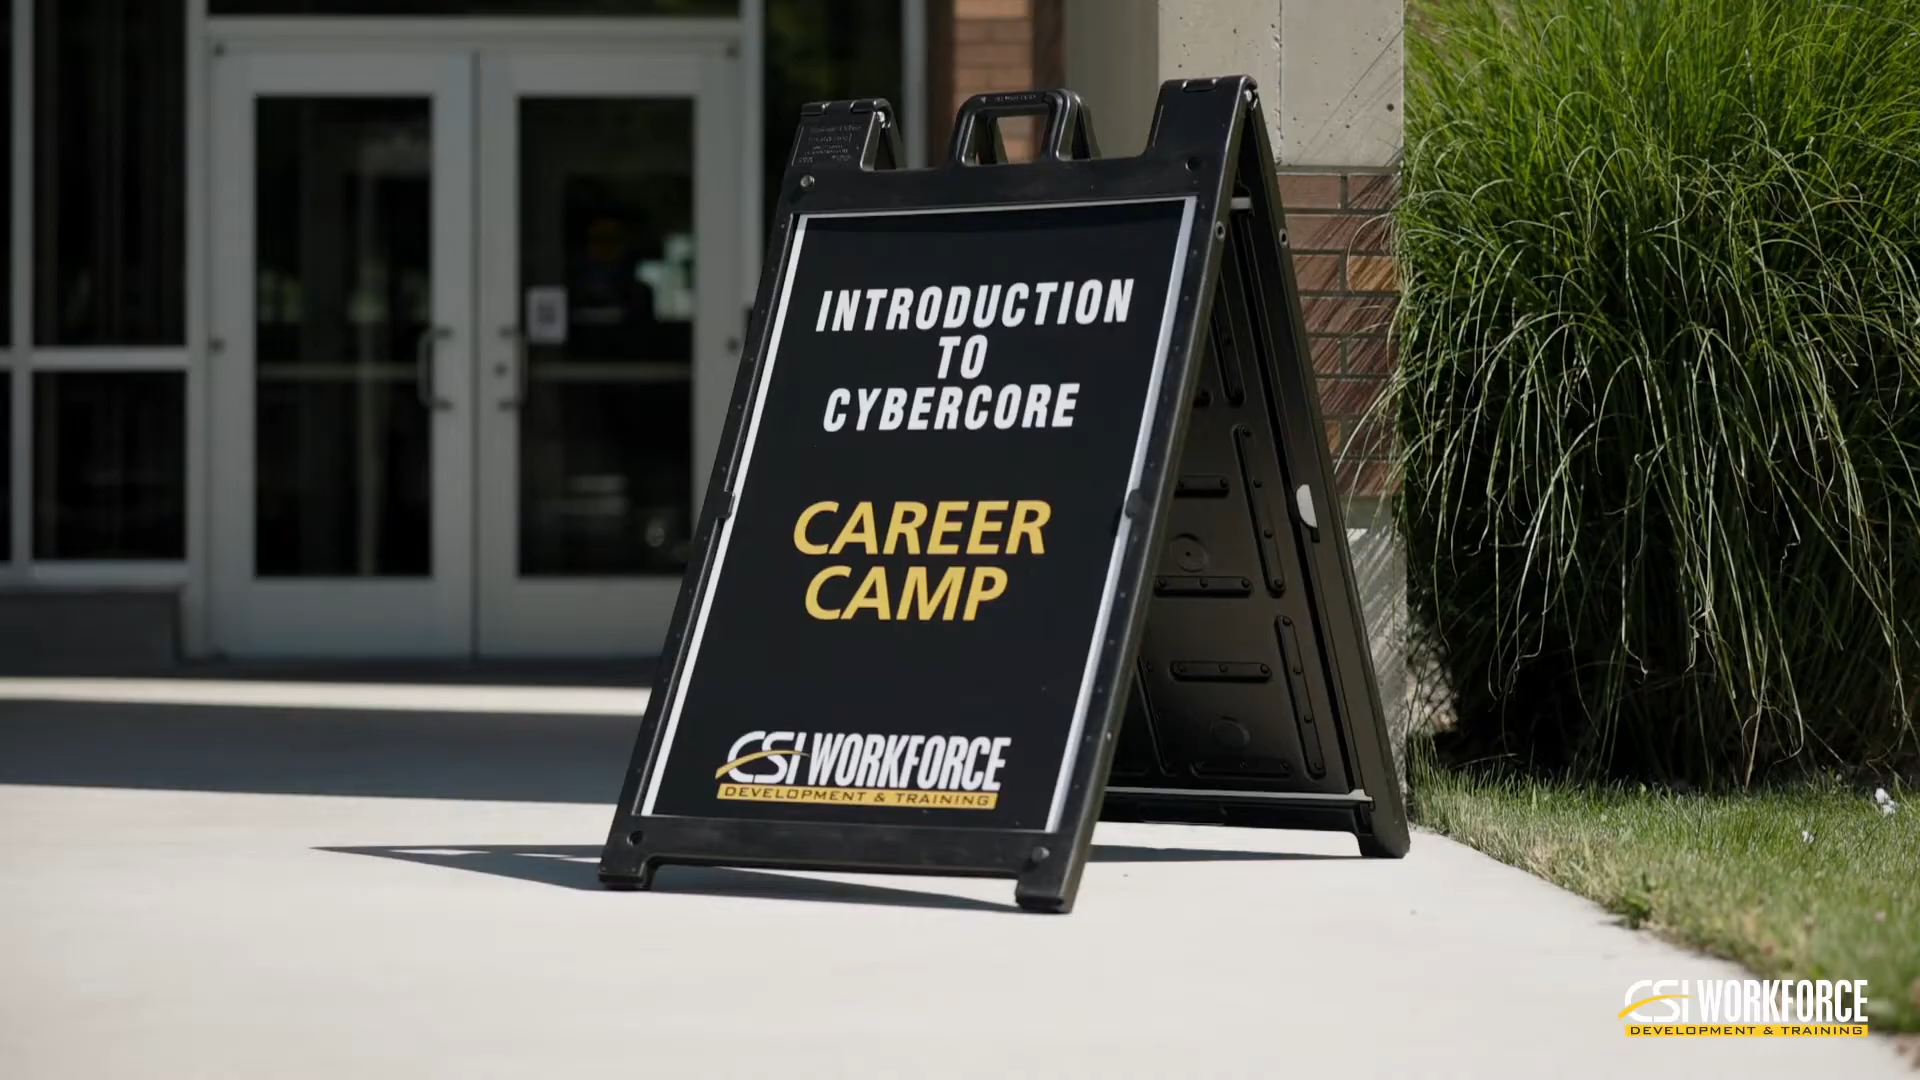 INTRODUCTION
TO
CYBERCORE
CAREER
CAMP
CSI WORKFORCE
DEVELOPMENT & TRAINING
CSI WORKFORCE
DEVELOPMENT & TRAINING